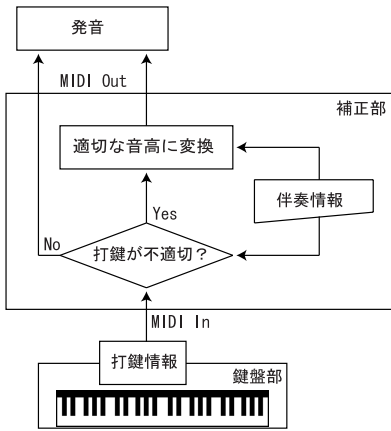 発音
MIDI Out
補正部
適切な音高に変換
伴奏情報
Yes
No
打鍵が不適切？
MIDI In
打鍵情報
鍵盤部